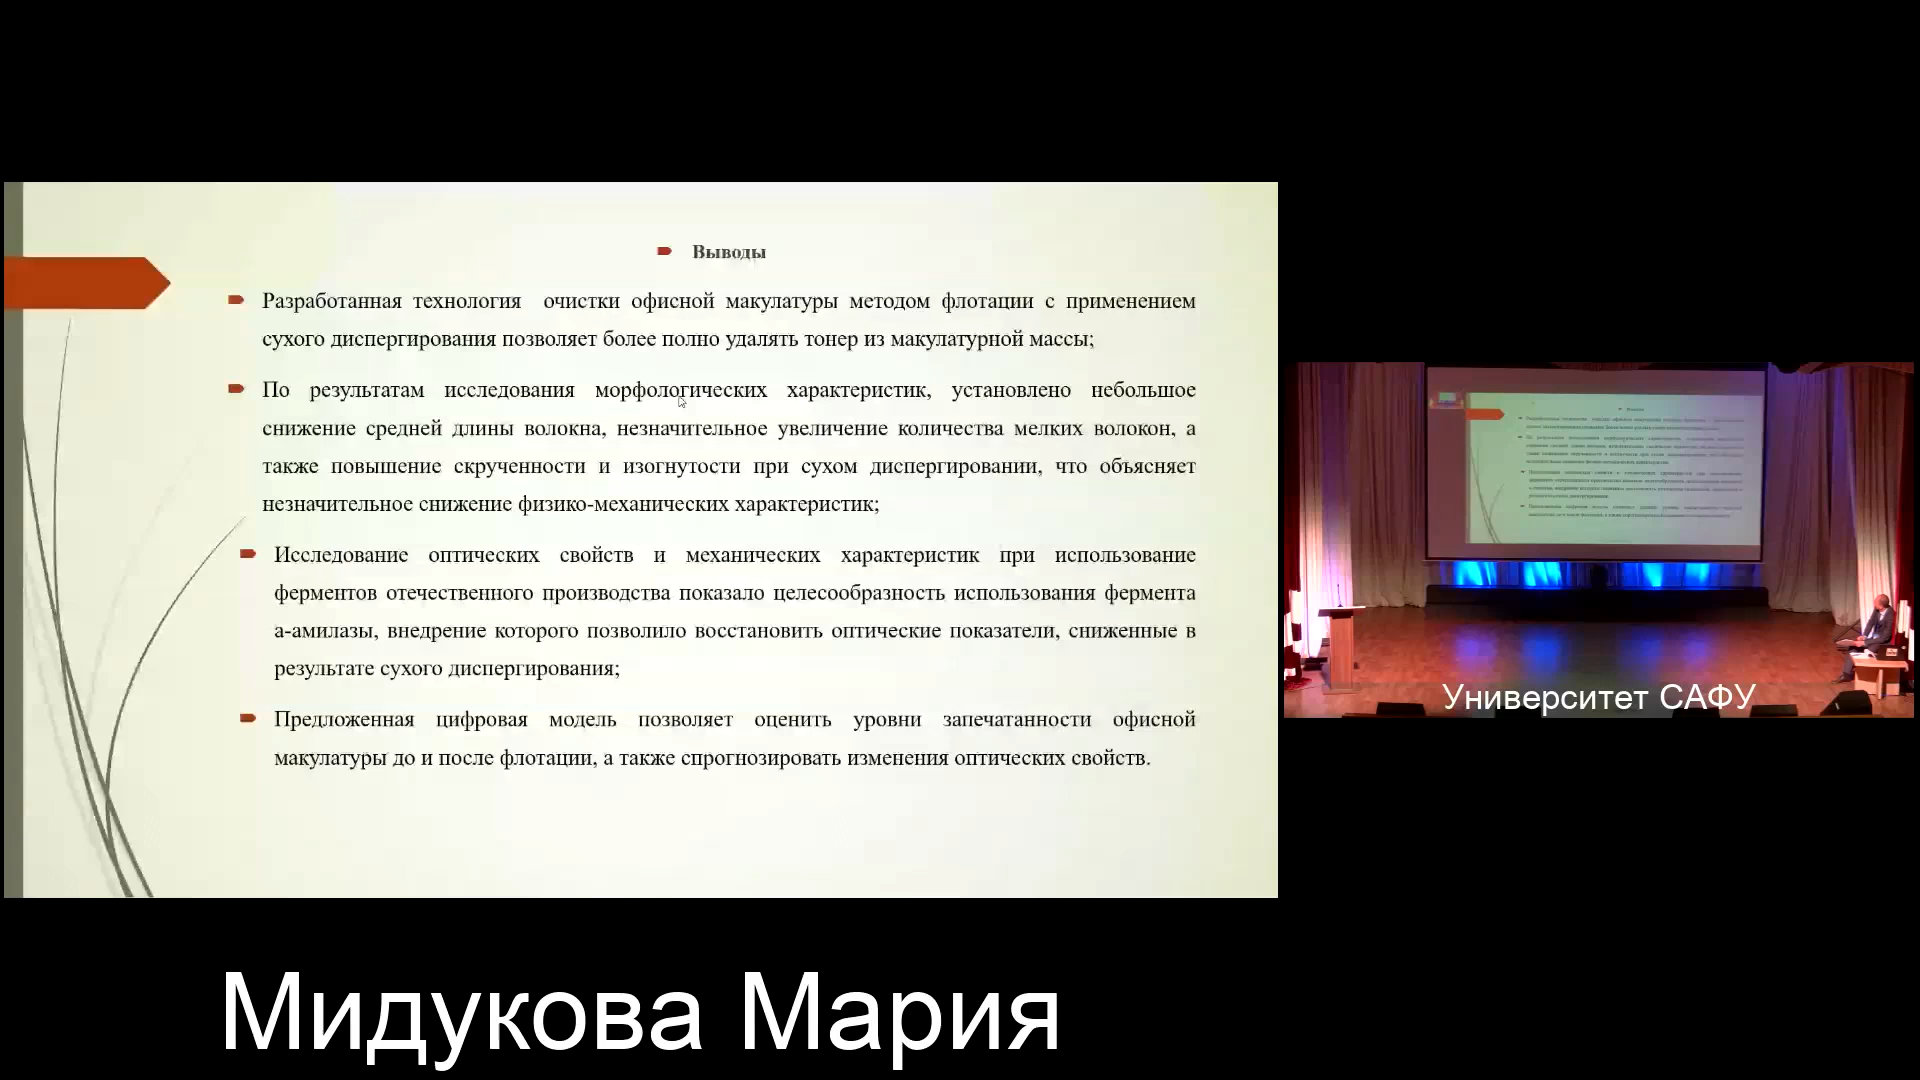 Выводы
Разработанная технология очистки офисной макулатуры методом флотации с применением
сухого диспергирования позволяет более полно удалять тонер из макулатурной массы;
По результатам исследования морфологических характеристик, установлено небольшое
снижение средней длины волокна, незначительное увеличение количества мелких волокон, а
также повышение скрученности и изогнутости при сухом диспергировании, что объясняет
незначительное снижение физико-механических характеристик;
Исследование оптических свойств и механических характеристик при использование
ферментов отечественного производства показало целесообразность использования фермента
а-амилазы, внедрение которого позволило восстановить оптические показатели, сниженные в
результате сухого диспергирования;
Предложенная цифровая модель позволяет оценить уровни запечатанности офисной
макулатуры до и после флотации, а также спрогнозировать изменения оптических свойств.
Университет САФУ
Мидукова Мария